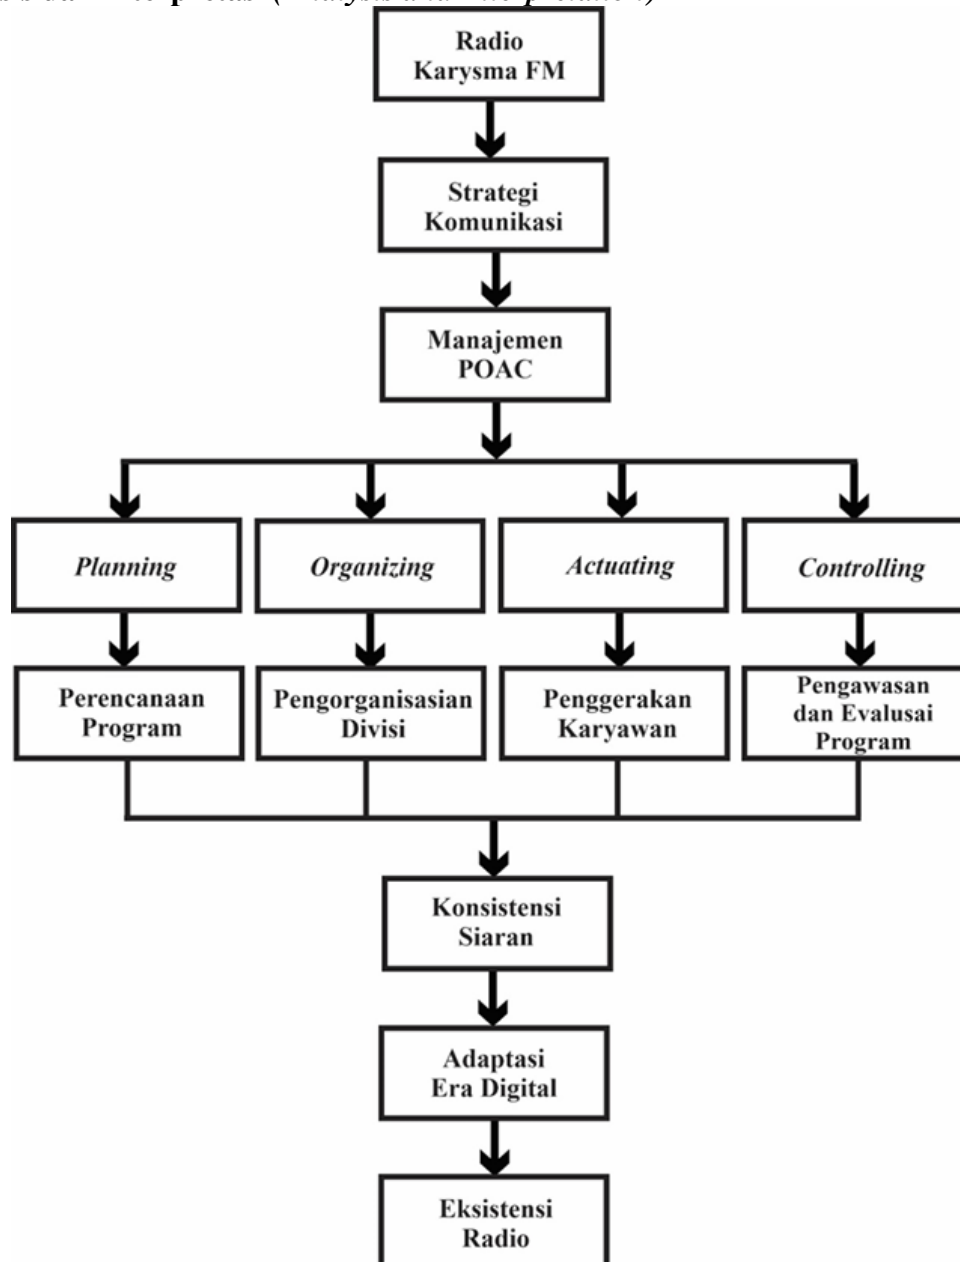 Radio
Karysma FM
Strategi
Komunikasi
Manajemen
POAC
Planning
Organizing
Actuating
Controlling
Perencanaan
Program
Pengorganisasian
Divisi
Penggerakan
Karyawan
Pengawasan
dan Evalusai
Program
Konsistensi
Siaran
Adaptasi
Era Digital
Eksistensi
Radio